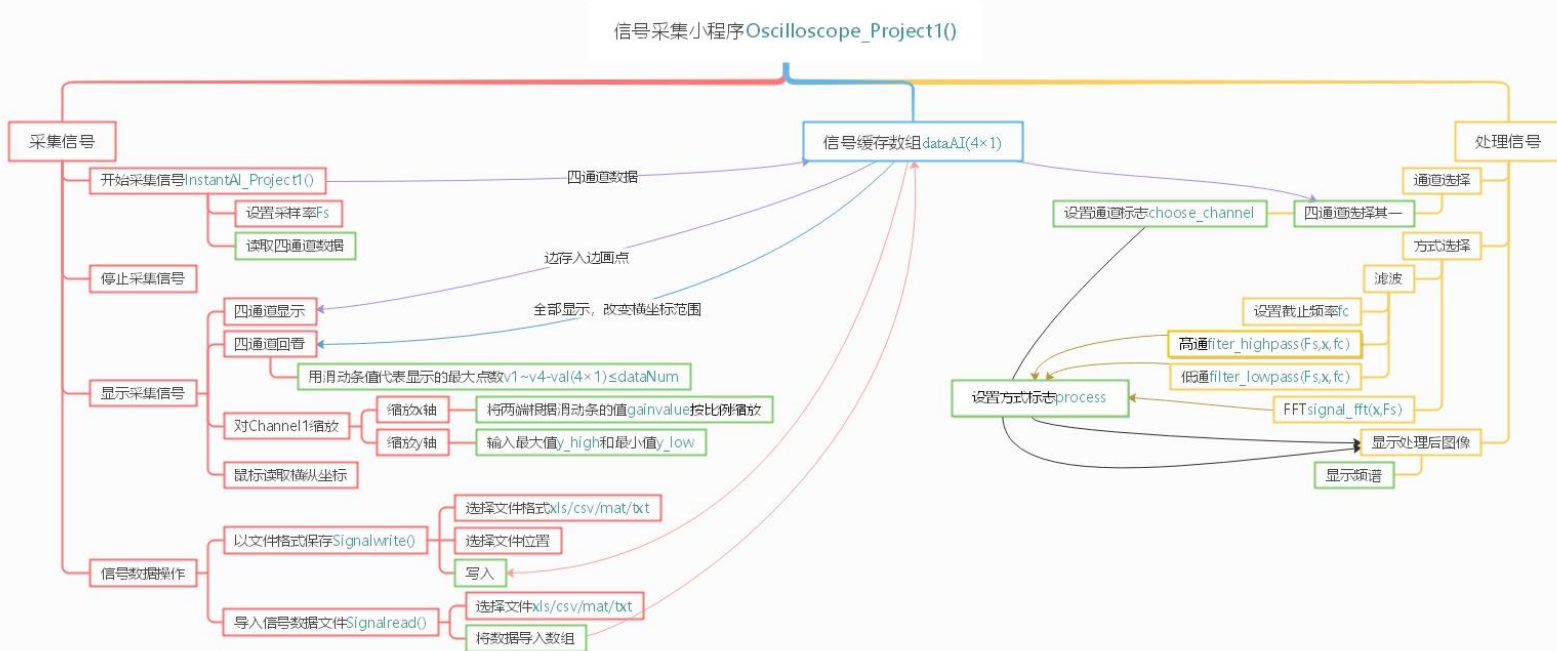 信号采集小程序Oscilloscope_Project1()
采集信号
开始采集信号InstantAI_Project1()
设置采样率Fs
读取四通道数据
停止采集信号
显示采集信号
四通道显示
四通道回看
用滑动条值代表显示的最大点数v1~v4-val(4×1)≤dataNum
对Channel1缩放
缩放x轴
将两端根据滑动条的值gainvalue按比例缩放
缩放y轴
输入最大值y_high和最小值y_low
鼠标读取横纵坐标
信号数据操作
以文件格式保存Signalwrite()
选择文件格式xls/csv/mat/txt
选择文件位置
写入
导入信号数据文件Signalread()
选择文件xls/csv/mat/txt
将数据导入数组
信号缓存数组dataAI(4×1)
四通道数据
边存入边画点
全部显示，改变横坐标范围
处理信号
通道选择
四通道选择其一
设置通道标志choose_channel
方式选择
滤波
设置截止频率fc
高通fiter_highpass(Fs,x,fc)
低通filter_lowpass(Fs,x,fc)
FFTsignal_fft(x,Fs)
设置方式标志process
显示处理后图像
显示频谱